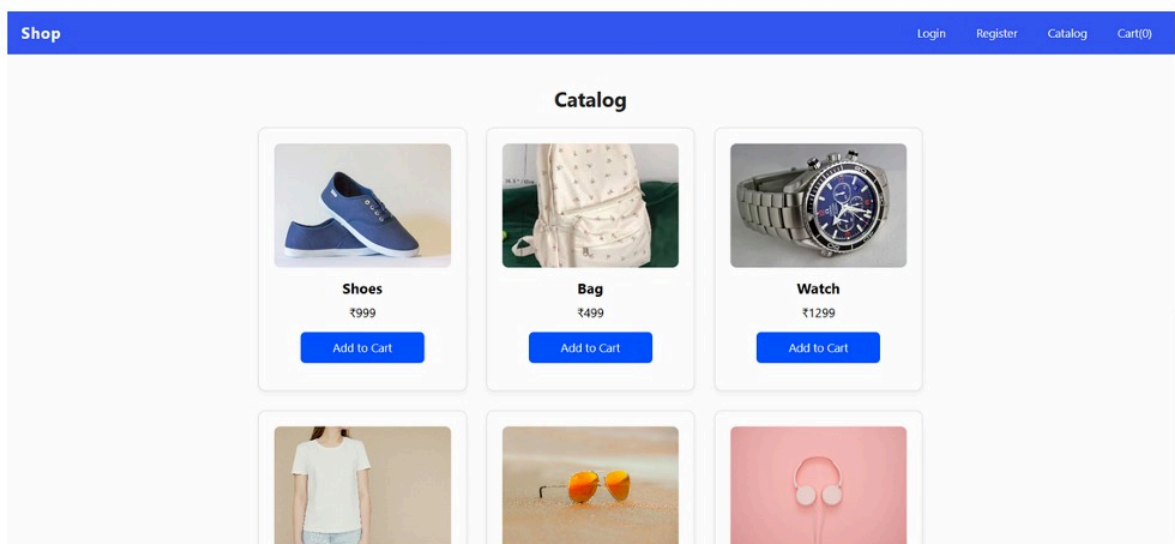 Shop Login Register Catalog Cart(0)
Catalog
Shoes
₹999
Add to Cart
Bag
₹499
Add to Cart
Watch
₹1299
Add to Cart